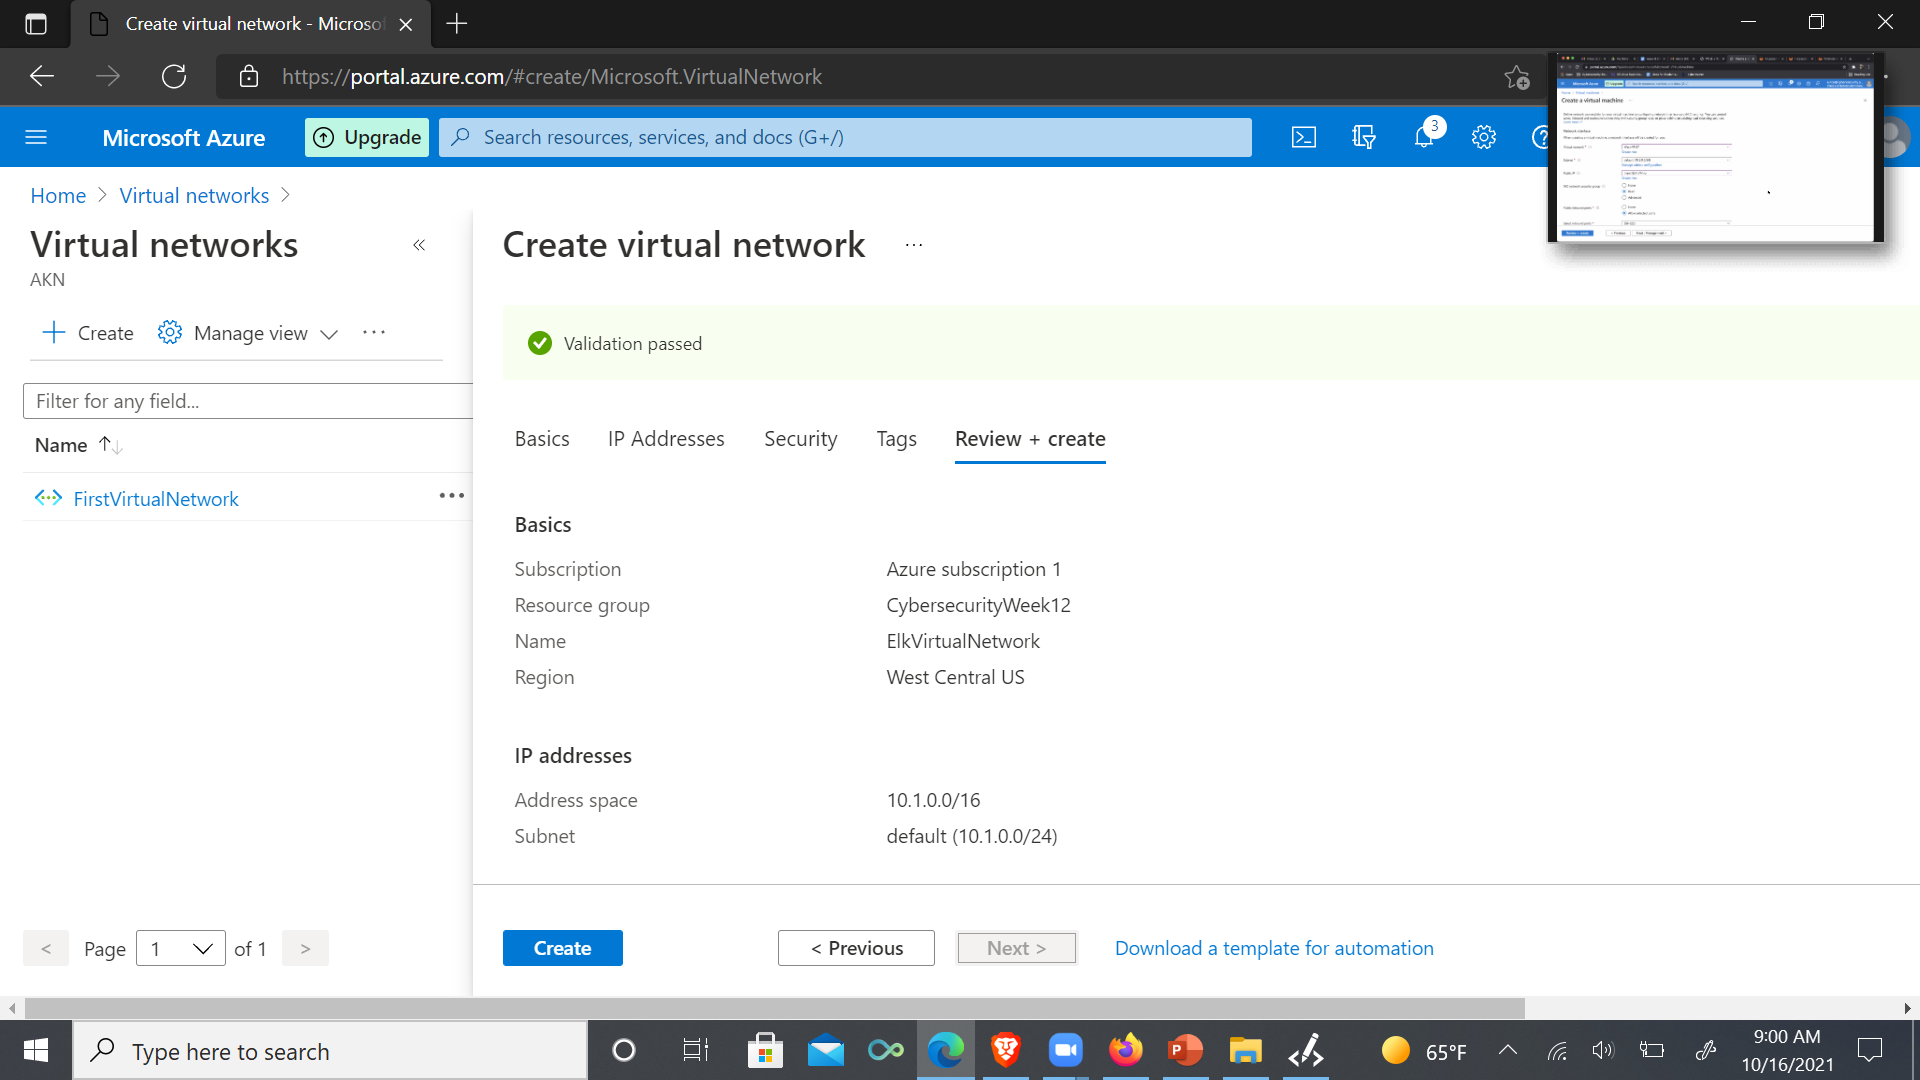 Create virtual network - Microso
https://portal.azure.com/#create/Microsoft.VirtualNetwork
Microsoft Azure
Upgrade
Search resources, services, and docs (G+/)
3
Home > Virtual networks >
Virtual networks
«
AKN
Create virtual network
...
Create a virtual machine
+ Create
Manage view
...
Validation passed
Filter for any field...
Name ↑↓
Basics
IP Addresses
Security
Tags
Review + create
FirstVirtualNetwork
...
Basics
Subscription Azure subscription 1
Resource group CybersecurityWeek12
Name ElkVirtualNetwork
Region West Central US
IP addresses
Address space 10.1.0.0/16
Subnet default (10.1.0.0/24)
< Page 1 of 1 >
Create
< Previous
Next >
Download a template for automation
Type here to search
65°F
9:00 AM
10/16/2021